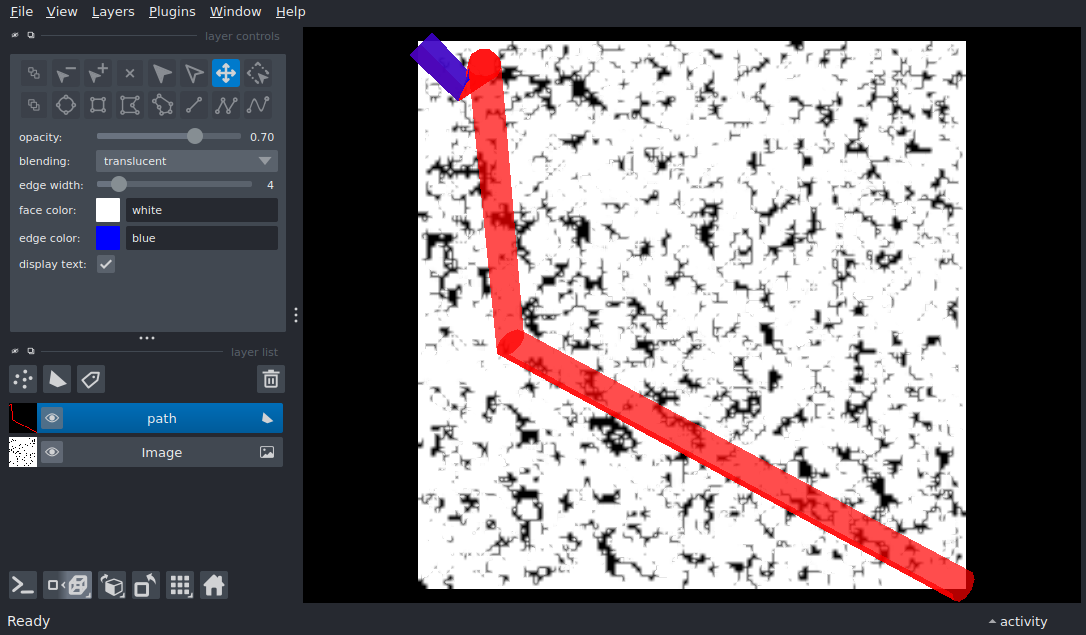 File View Layers Plugins Window Help
layer controls
opacity: 0.70
blending: translucent
edge width: 4
face color: white
edge color: blue
display text:
layer list
path
Image
Ready
activity